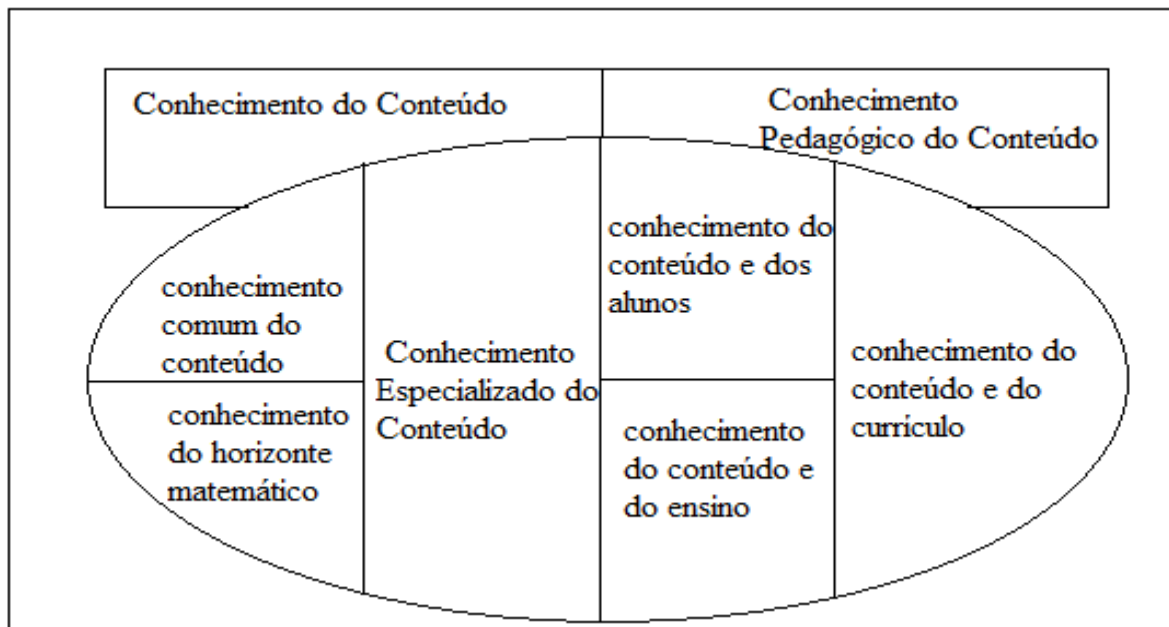 Conhecimento do Conteúdo
Conhecimento
Pedagógico do Conteúdo
conhecimento
comum do
conteúdo
conhecimento
do horizonte
matemático
Conhecimento
Especializado do
Conteúdo
conhecimento do
conteúdo e dos
alunos
conhecimento
do conteúdo e
do ensino
conhecimento do
conteúdo e do
currículo